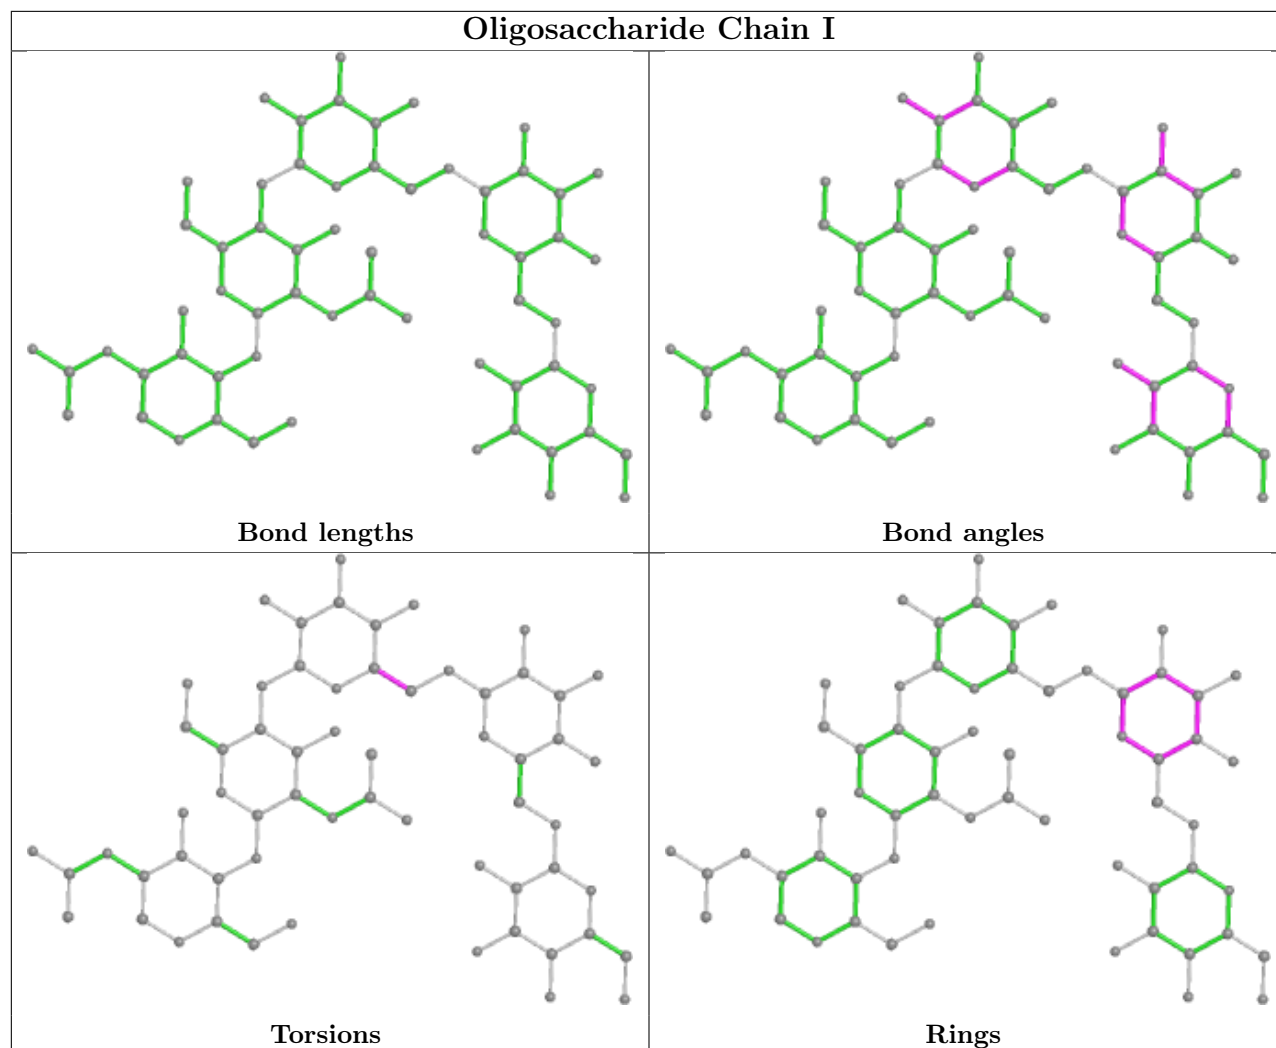 Oligosaccharide Chain I
Bond lengths
Bond angles
Torsions
Rings